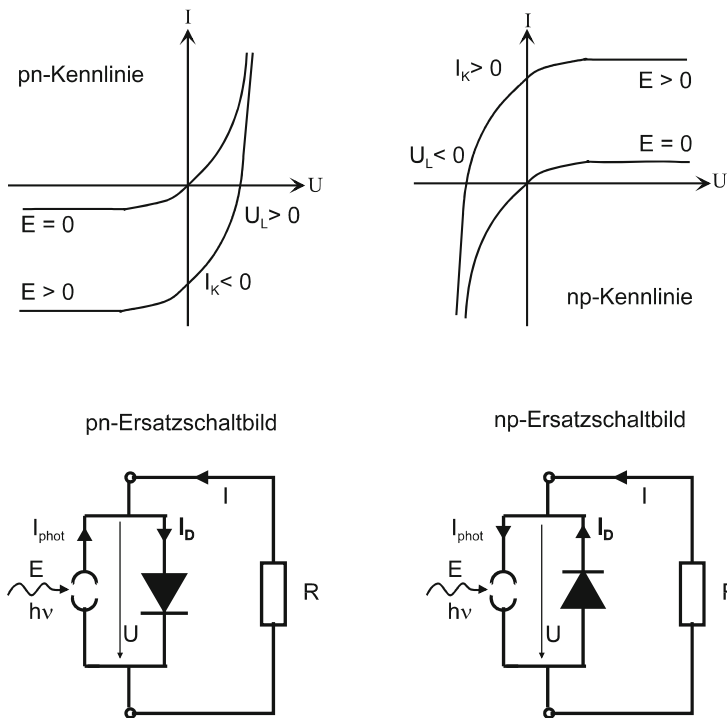 I
pn-Kennlinie
U
E = 0
U_L > 0
E > 0
I_K < 0
I
I_K > 0
E > 0
E = 0
U_L < 0
U
np-Kennlinie
pn-Ersatzschaltbild
I
I_phot
I_D
E
hν
U
R
np-Ersatzschaltbild
I
I_phot
I_D
E
hν
U